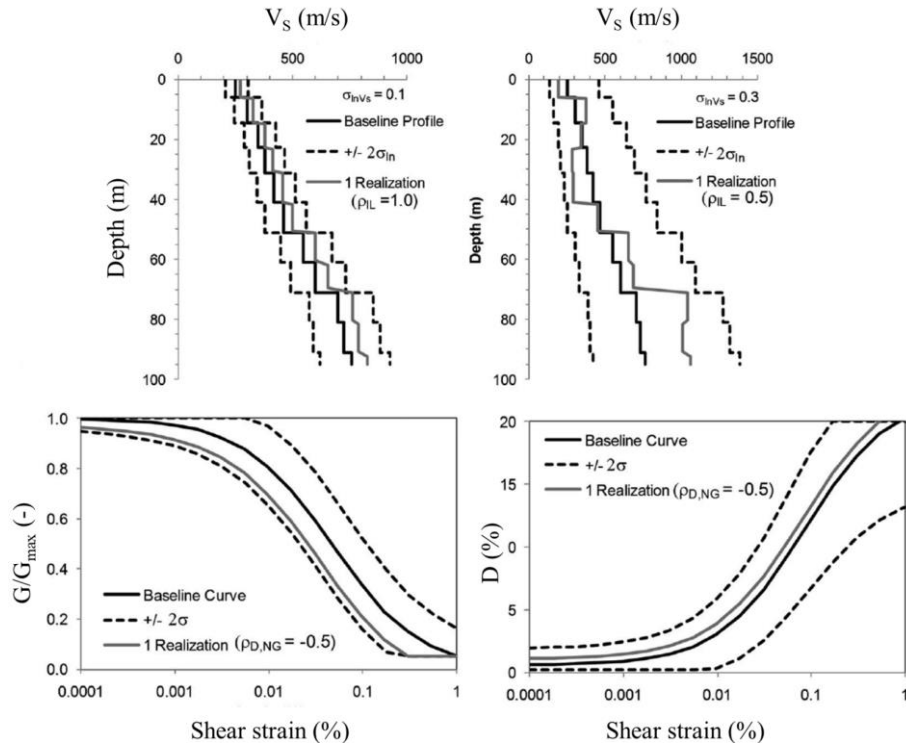 V_S (m/s)
0 500 1000
0
20
40
60
80
100
Depth (m)
σ_lnVs = 0.1
Baseline Profile
+/- 2σ_ln
1 Realization
(ρ_IL =1.0)
V_S (m/s)
0 500 1000 1500
0
20
40
60
80
100
Depth (m)
σ_lnVs = 0.3
Baseline Profile
+/- 2σ_ln
1 Realization
(ρ_IL = 0.5)
1.0
0.8
0.6
0.4
0.2
0.0
G/G_max (-)
Baseline Curve
+/- 2σ
1 Realization (ρ_D,NG = -0.5)
0.0001 0.001 0.01 0.1 1
Shear strain (%)
20
15
0
5
0
D (%)
Baseline Curve
+/- 2σ
1 Realization (ρ_D,NG = -0.5)
0.0001 0.001 0.01 0.1 1
Shear strain (%)